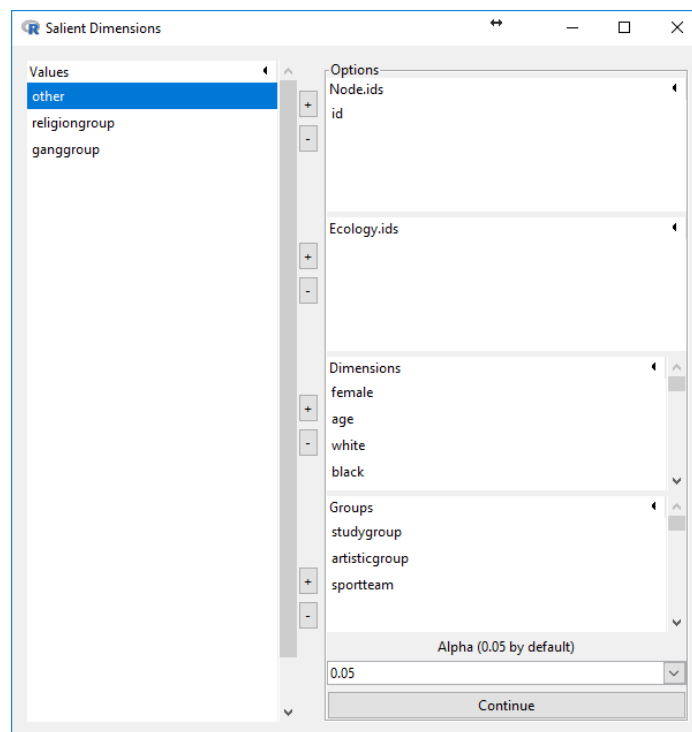 Salient Dimensions
Values
other
religiongroup
ganggroup
+
-
+
-
+
-
+
-
Options
Node.ids
id
Ecology.ids
Dimensions
female
age
white
black
Groups
studygroup
artisticgroup
sportteam
Alpha (0.05 by default)
0.05
Continue